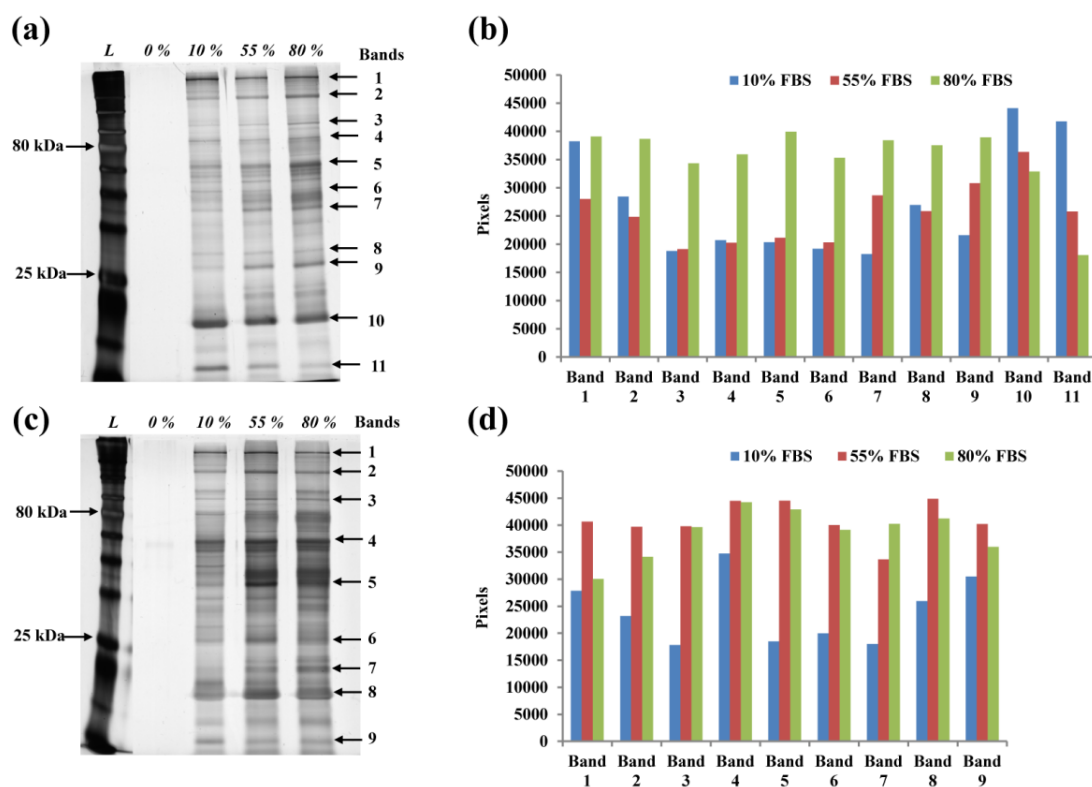 (a)
L 0 % 10 % 55 % 80 % Bands
1
2
3
4
80 kDa
5
6
7
8
9
25 kDa
10
11
(b)
10% FBS 55% FBS 80% FBS
50000
45000
40000
35000
30000
25000
20000
15000
10000
5000
0
Pixels
Band Band Band Band Band Band Band Band Band Band Band
1 2 3 4 5 6 7 8 9 10 11
(c)
L 0 % 10 % 55 % 80 % Bands
1
2
3
80 kDa
4
5
25 kDa
6
7
8
9
(d)
10% FBS 55% FBS 80% FBS
50000
45000
40000
35000
30000
25000
20000
15000
10000
5000
0
Pixels
Band Band Band Band Band Band Band Band Band
1 2 3 4 5 6 7 8 9